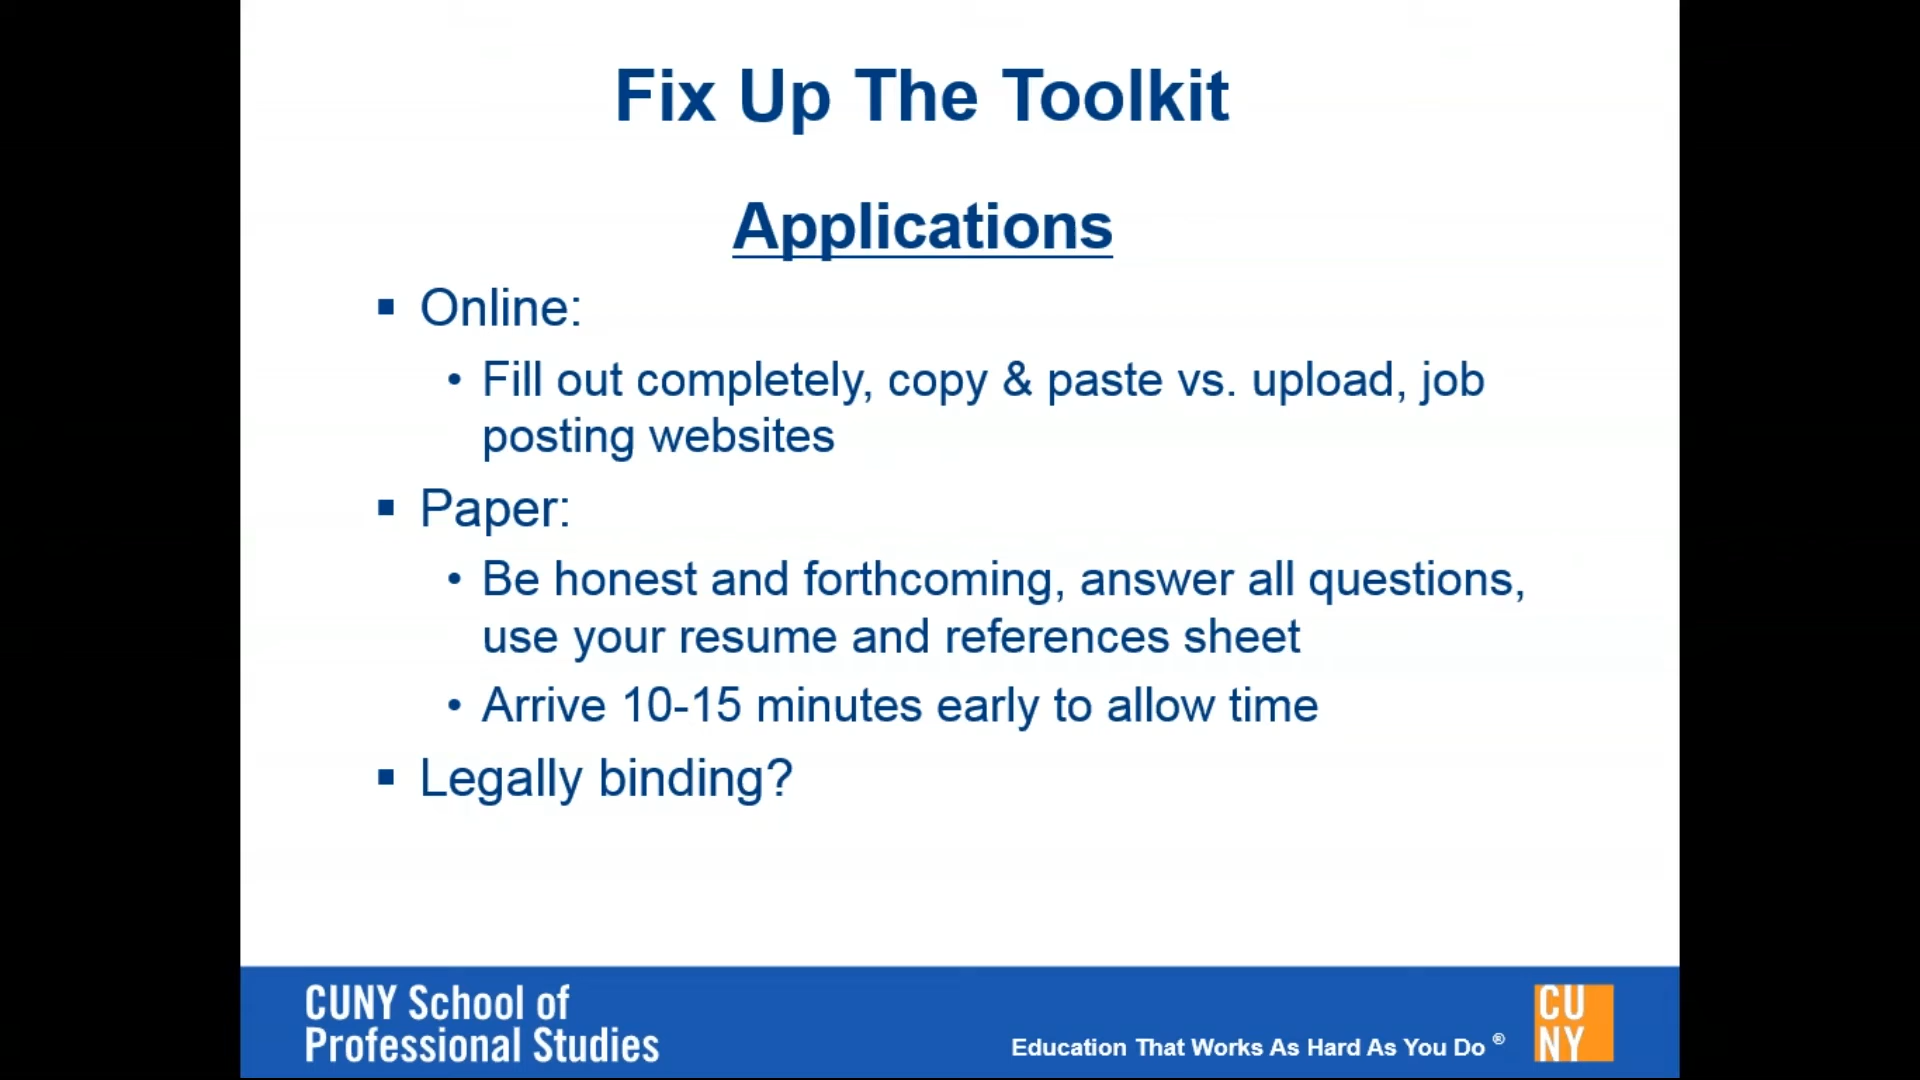 Fix Up The Toolkit
Applications
▪ Online:
• Fill out completely, copy & paste vs. upload, job
posting websites
▪ Paper:
• Be honest and forthcoming, answer all questions,
use your resume and references sheet
• Arrive 10-15 minutes early to allow time
▪ Legally binding?
CUNY School of
Professional Studies
Education That Works As Hard As You Do ®
CU
NY